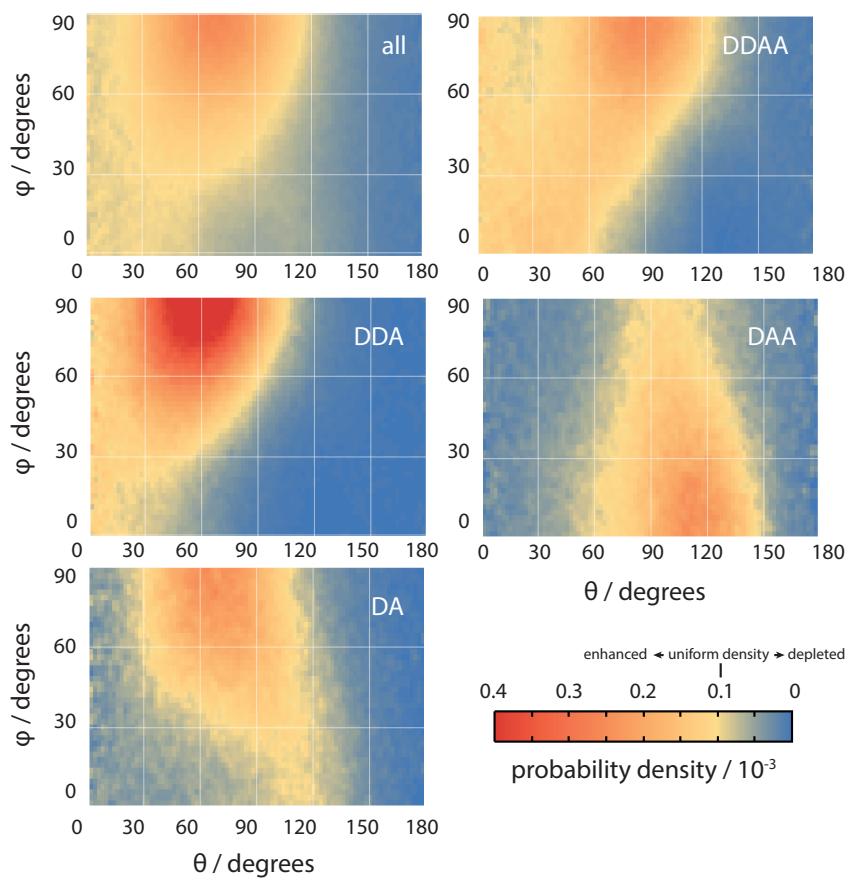 90
60
30
0
φ / degrees
all
0 30 60 90 120 150 180
90
60
30
0
DDAA
0 30 60 90 120 150 180
90
60
30
0
φ / degrees
DDA
0 30 60 90 120 150 180
90
60
30
0
DAA
0 30 60 90 120 150 180
θ / degrees
90
60
30
0
φ / degrees
DA
0 30 60 90 120 150 180
θ / degrees
enhanced uniform density depleted
0.4 0.3 0.2 0.1 0
probability density / 10⁻³